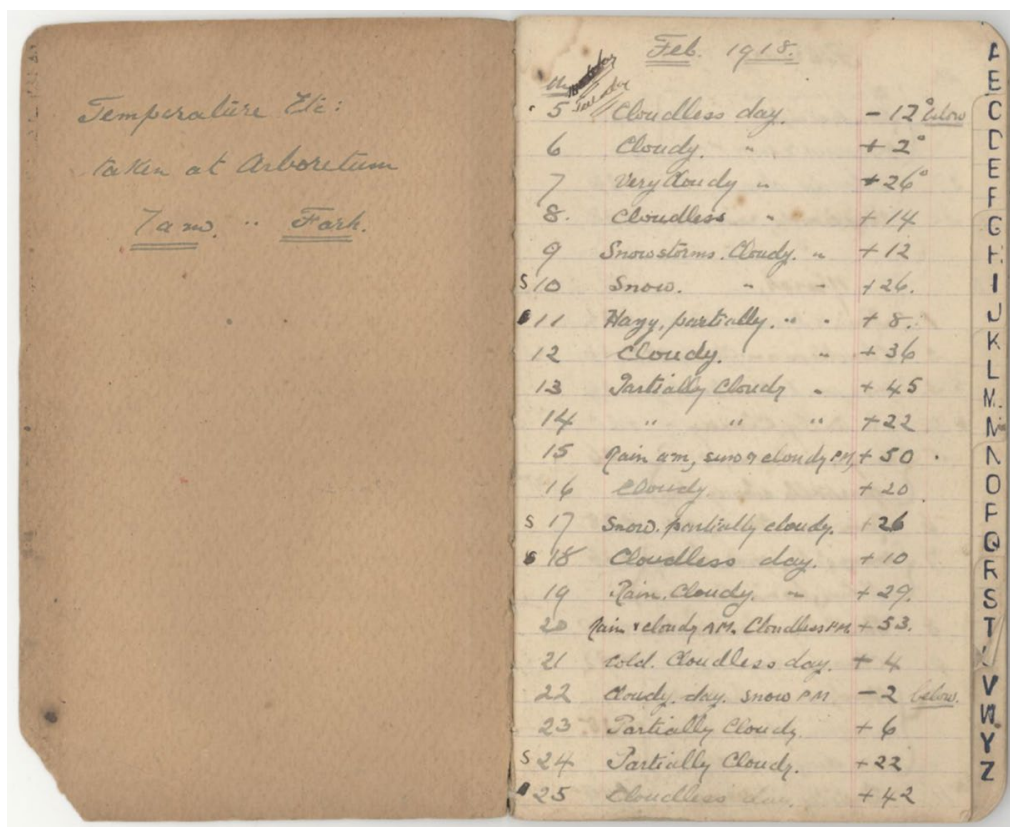 Temperature Etc:
taken at Arboretum
7 a.m. " Farh.
Feb. 1918.
Tuesday
5 Cloudless day. - 12° below
6 Cloudy. " + 2°
7 Very Cloudy " + 26°
8. Cloudless " + 14
9 Snowstorms. Cloudy. " + 12
S 10 Snow. " " + 26.
11 Hazy, partially. " " + 8.
12 Cloudy. " + 36
13 Partially Cloudy " + 45
14 " " " + 22
15 Rain am, sun & cloudy PM, + 50
16 Cloudy + 20.
S 17 Snow. partially cloudy. + 26
18 Cloudless day. + 10
19 Rain. Cloudy. " + 29.
20 Rain & cloudy AM. Cloudless PM. + 53.
21 Cold. Cloudless day. + 4
22 Cloudy. day. snow PM - 2 below.
23 Partially Cloudy. + 6
S 24 Partially Cloudy. + 22
25 Cloudless day. + 42
A
E
C
D
E
F
G
H
I
J
K
L
M
N
O
P
Q
R
S
T
V
W
Y
Z